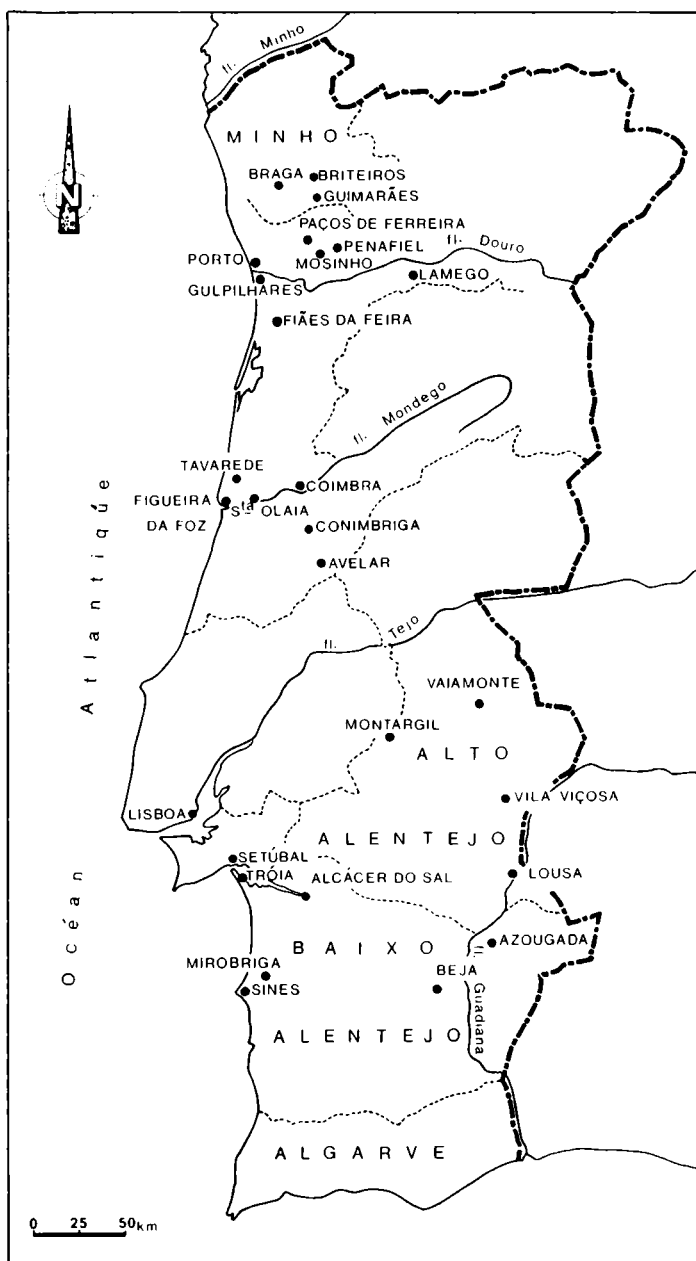 fl. Minho
N
MINHO
BRAGA
BRITEIROS
GUIMARÃES
PAÇOS DE FERREIRA
PENAFIEL
fl. Douro
MOSINHO
PORTO
LAMEGO
GULPILHARES
FIÃES DA FEIRA
fl. Mondego
TAVAREDE
COIMBRA
FIGUEIRA
DA FOZ
Sta OLAIA
CONIMBRIGA
AVELAR
fl. Tejo
VAIAMONTE
MONTARGIL
ALTO
VILA VIÇOSA
LISBOA
ALENTEJO
SETÚBAL
LOUSA
TRÓIA
ALCÁCER DO SAL
BAIXO
AZOUGADA
MIROBRIGA
BEJA
fl. Guadiana
SINES
ALENTEJO
ALGARVE
Océan Atlantique
0 25 50km